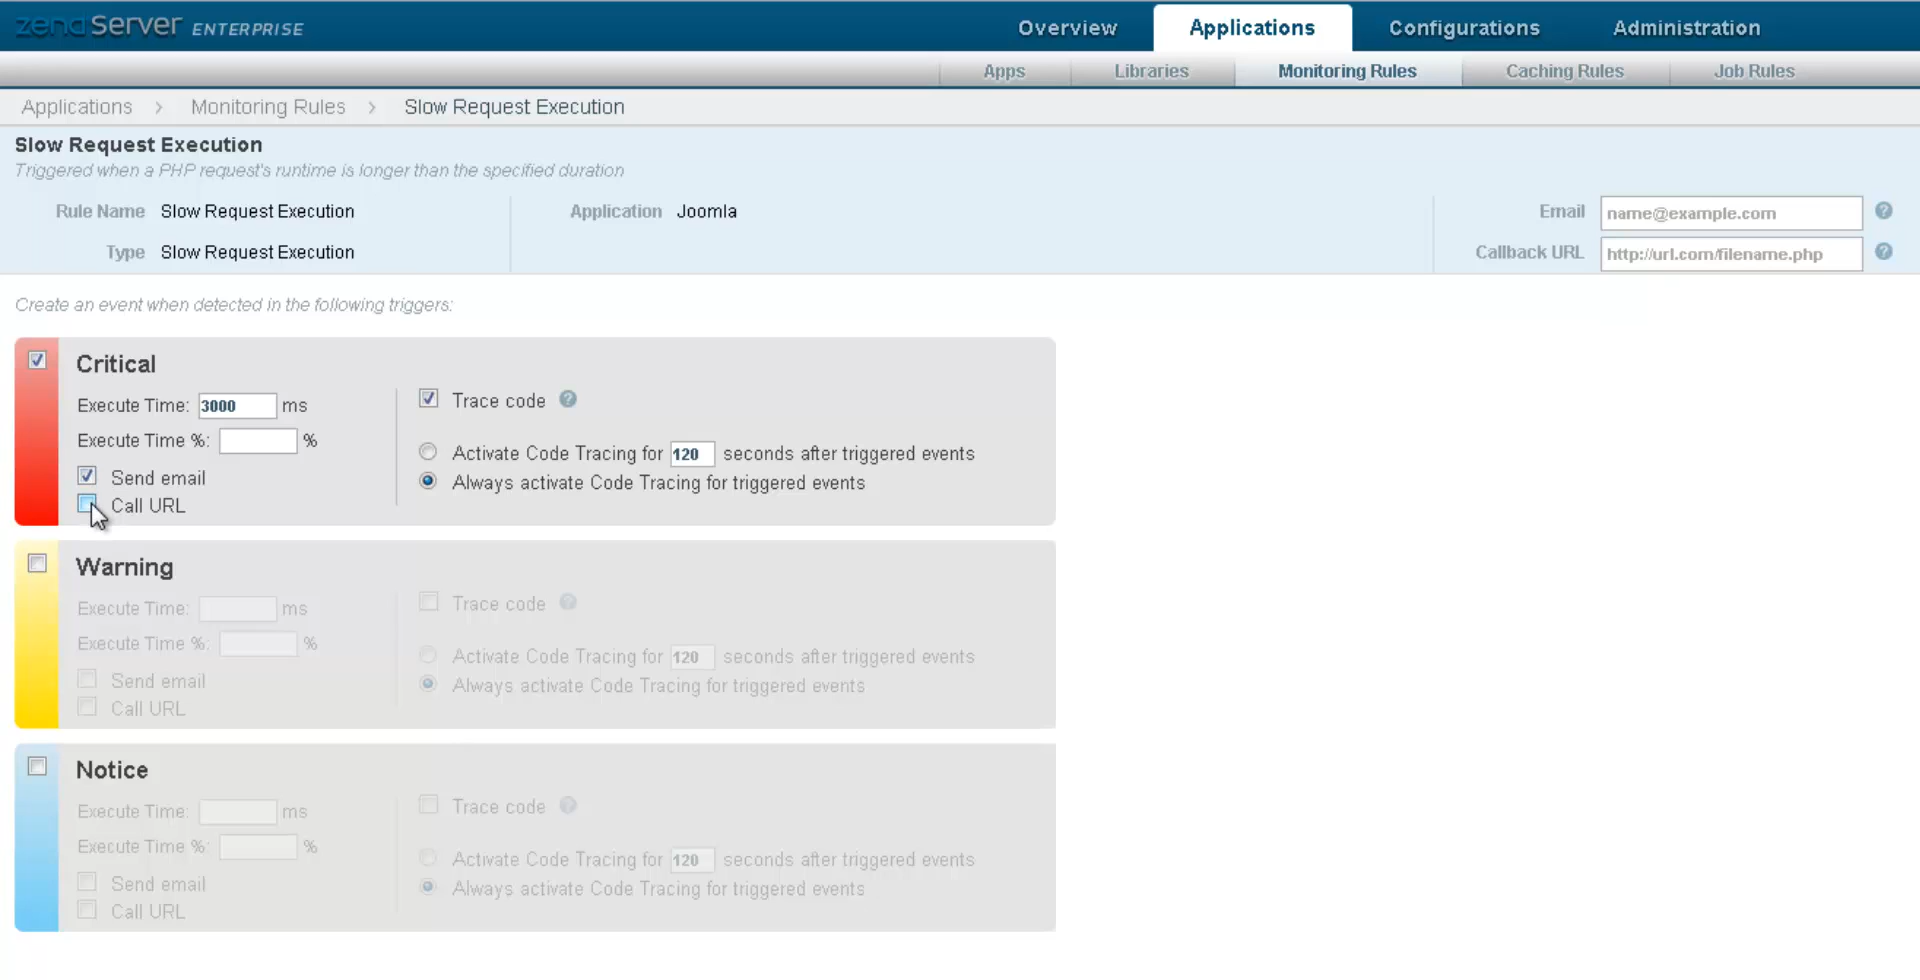 zend Server ENTERPRISE
Overview Applications Configurations Administration
Apps Libraries Monitoring Rules Caching Rules Job Rules
Applications > Monitoring Rules > Slow Request Execution
Slow Request Execution
Triggered when a PHP request's runtime is longer than the specified duration
Rule Name Slow Request Execution Application Joomla Email name@example.com ?
Type Slow Request Execution Callback URL http://url.com/filename.php ?
Create an event when detected in the following triggers:
Critical
Execute Time: 3000 ms
Execute Time %: %
Send email
Call URL
Trace code ?
Activate Code Tracing for 120 seconds after triggered events
Always activate Code Tracing for triggered events
Warning
Execute Time: ms
Execute Time %: %
Send email
Call URL
Trace code ?
Activate Code Tracing for 120 seconds after triggered events
Always activate Code Tracing for triggered events
Notice
Execute Time: ms
Execute Time %: %
Send email
Call URL
Trace code ?
Activate Code Tracing for 120 seconds after triggered events
Always activate Code Tracing for triggered events